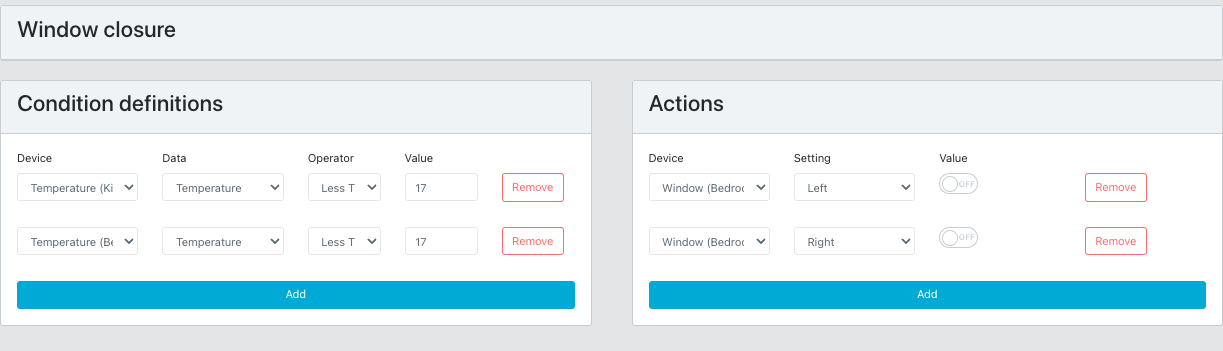 Window closure
Condition definitions
Device Data Operator Value
Temperature (Ki Temperature Less T 17 Remove
Temperature (Be Temperature Less T 17 Remove
Add
Actions
Device Setting Value
Window (Bedroo Left OFF Remove
Window (Bedroo Right OFF Remove
Add